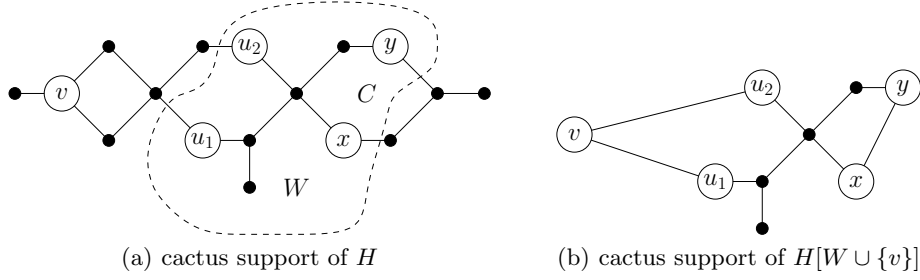 u₂ y
v C v u₂ y
u₁ x
W u₁ x
(a) cactus support of H (b) cactus support of H[W ∪ {v}]